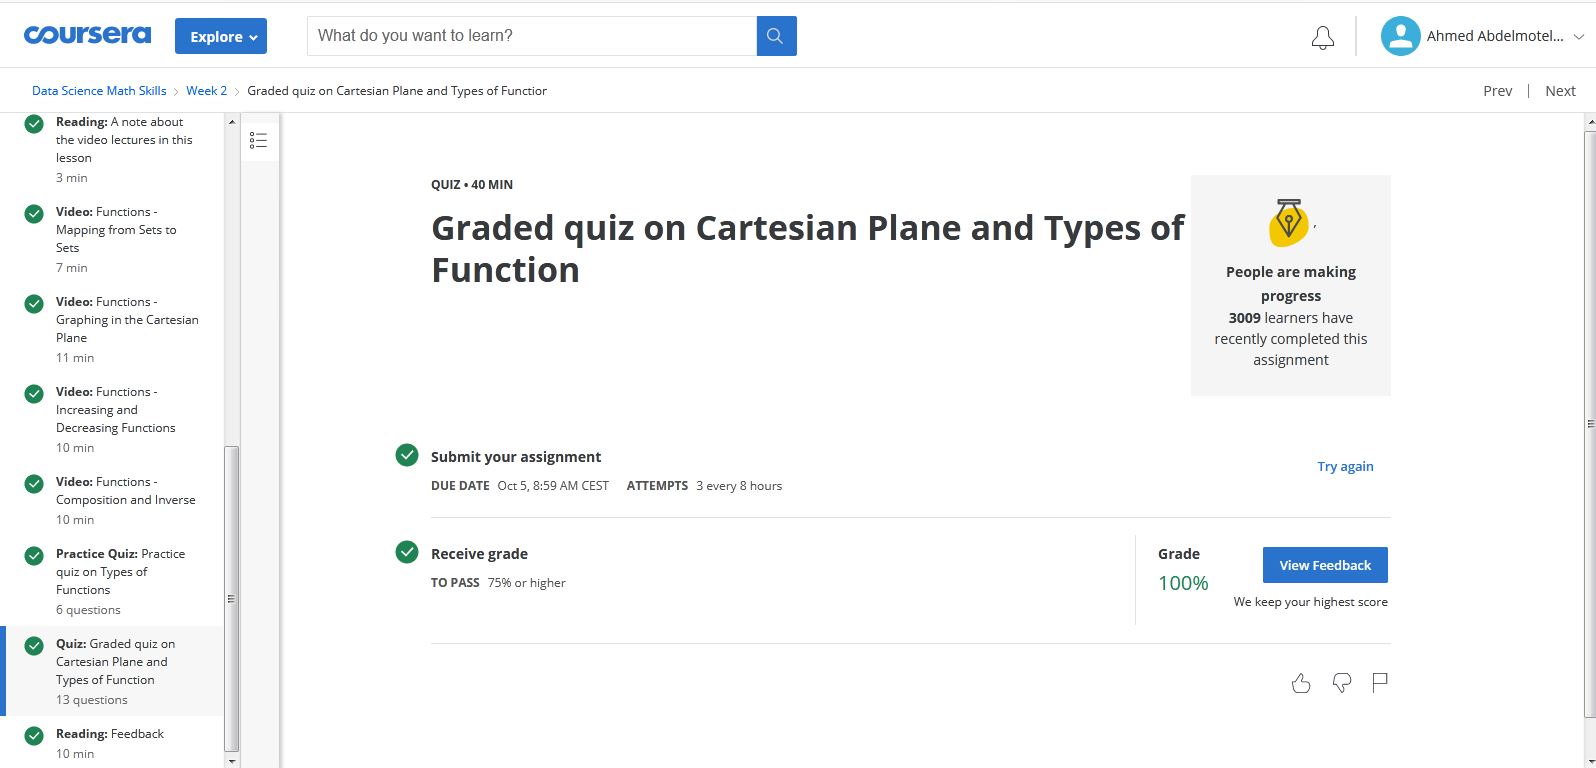 coursera
Explore
What do you want to learn?
Ahmed Abdelmotel...
Data Science Math Skills > Week 2 > Graded quiz on Cartesian Plane and Types of Functior
Prev | Next
Reading: A note about
the video lectures in this
lesson
3 min
Video: Functions -
Mapping from Sets to
Sets
7 min
Video: Functions -
Graphing in the Cartesian
Plane
11 min
Video: Functions -
Increasing and
Decreasing Functions
10 min
Video: Functions -
Composition and Inverse
10 min
Practice Quiz: Practice
quiz on Types of
Functions
6 questions
Quiz: Graded quiz on
Cartesian Plane and
Types of Function
13 questions
Reading: Feedback
10 min
QUIZ • 40 MIN
Graded quiz on Cartesian Plane and Types of
Function
People are making
progress
3009 learners have
recently completed this
assignment
Submit your assignment
DUE DATE Oct 5, 8:59 AM CEST ATTEMPTS 3 every 8 hours
Try again
Receive grade
TO PASS 75% or higher
Grade
100%
View Feedback
We keep your highest score